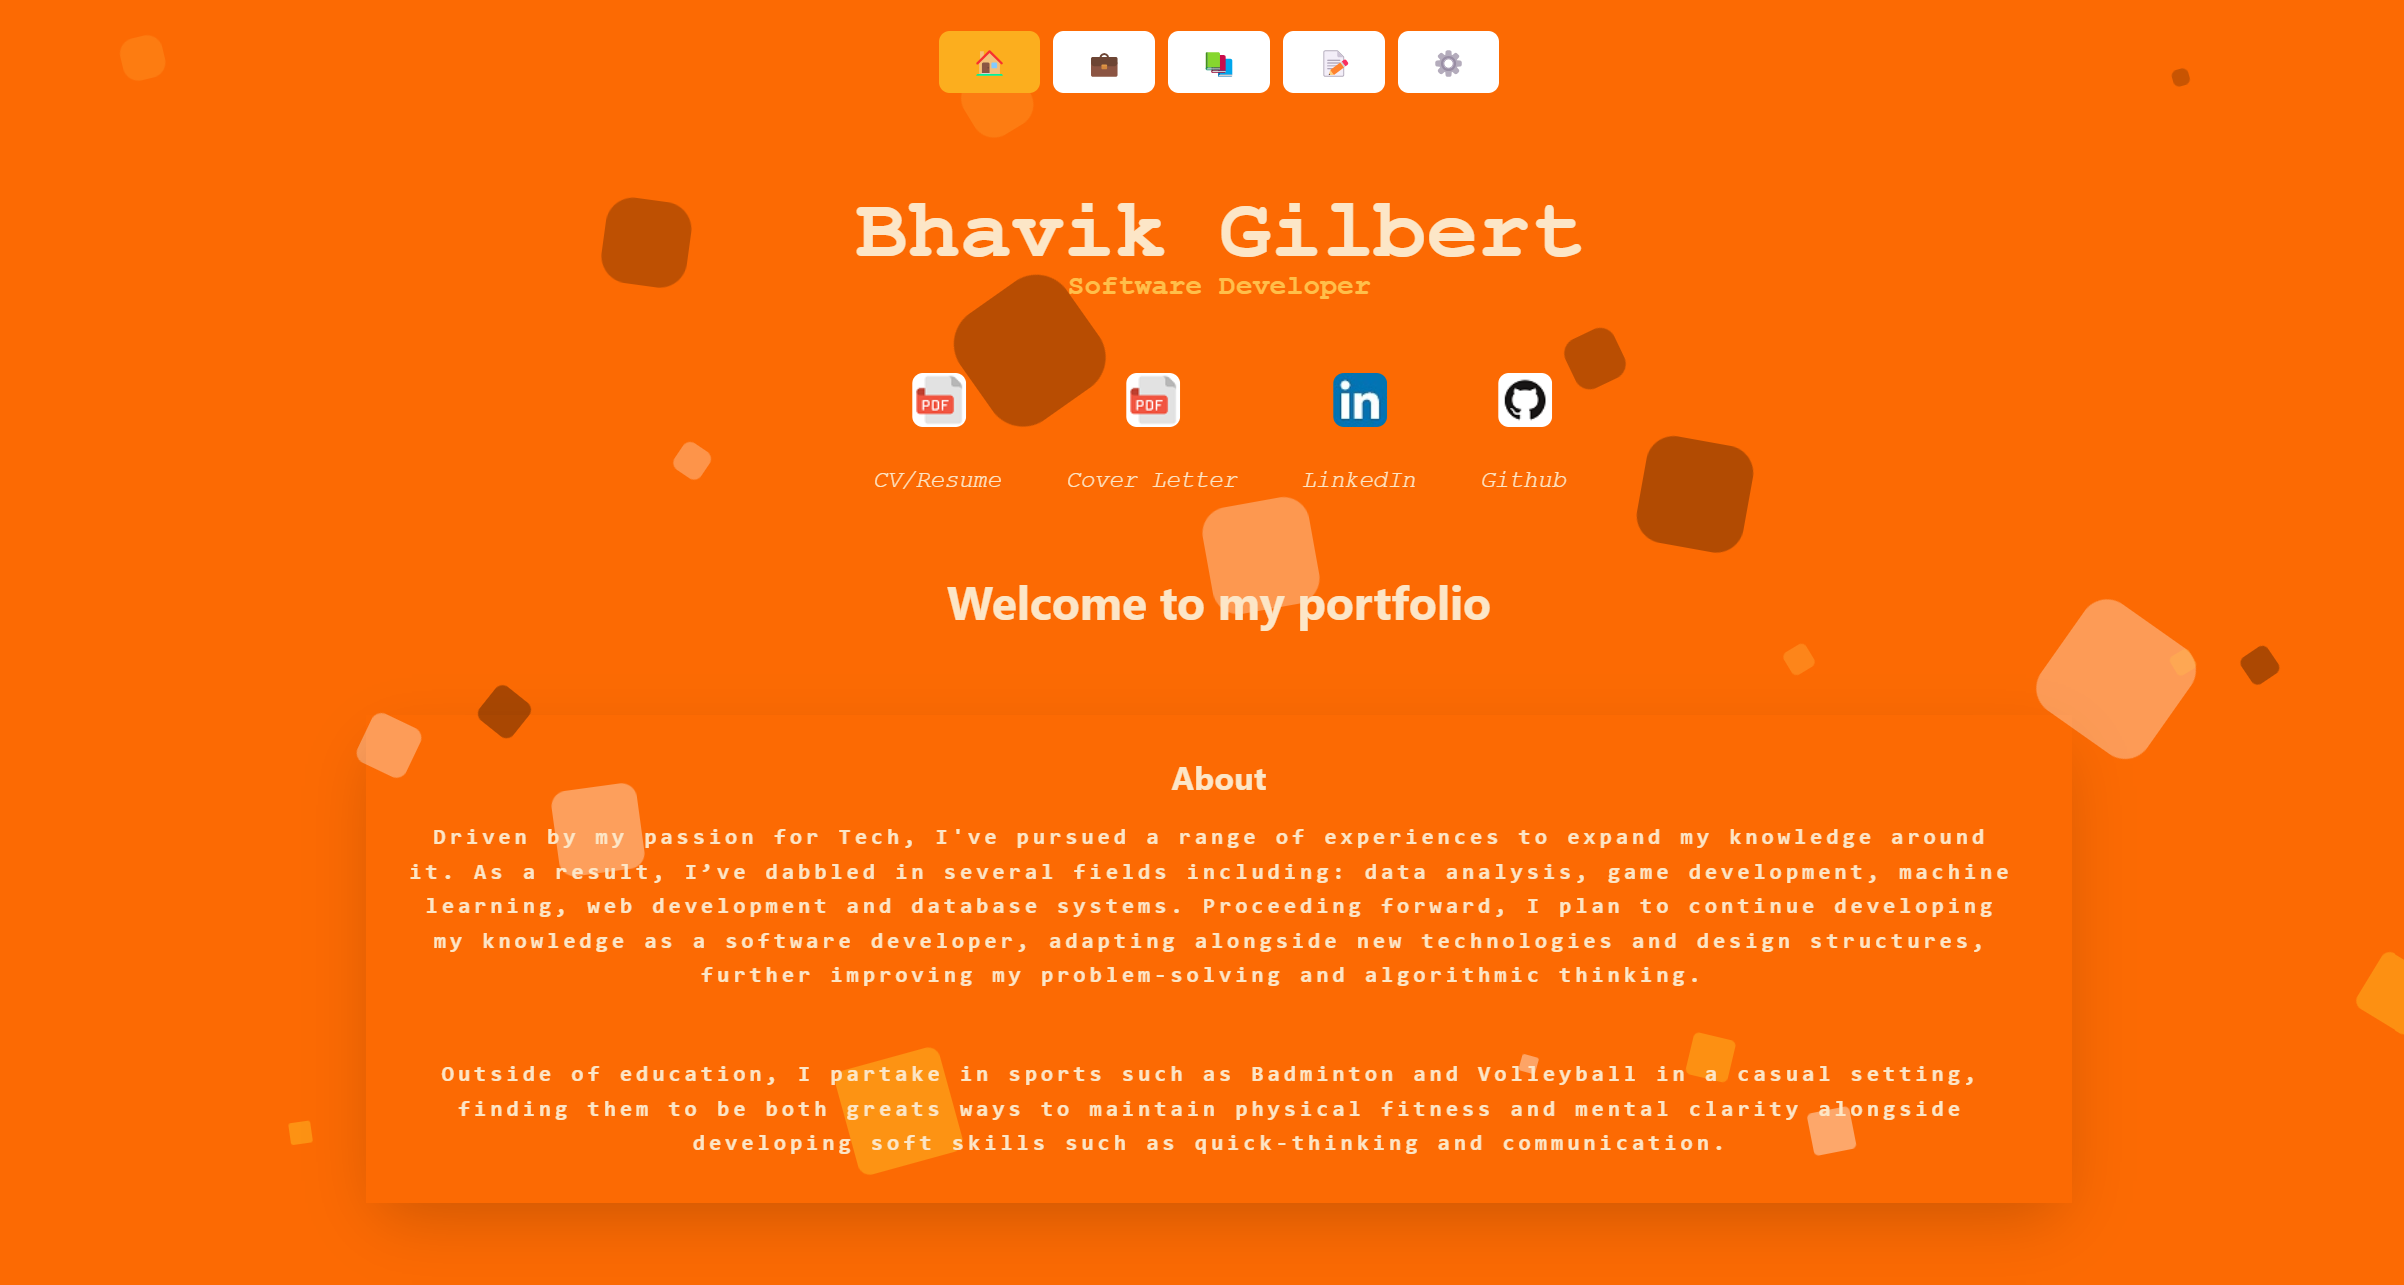 Bhavik Gilbert
Software Developer
PDF PDF in
CV/Resume Cover Letter LinkedIn Github
Welcome to my portfolio
About
Driven by my passion for Tech, I've pursued a range of experiences to expand my knowledge around
it. As a result, I’ve dabbled in several fields including: data analysis, game development, machine
learning, web development and database systems. Proceeding forward, I plan to continue developing
my knowledge as a software developer, adapting alongside new technologies and design structures,
further improving my problem-solving and algorithmic thinking.
Outside of education, I partake in sports such as Badminton and Volleyball in a casual setting,
finding them to be both greats ways to maintain physical fitness and mental clarity alongside
developing soft skills such as quick-thinking and communication.